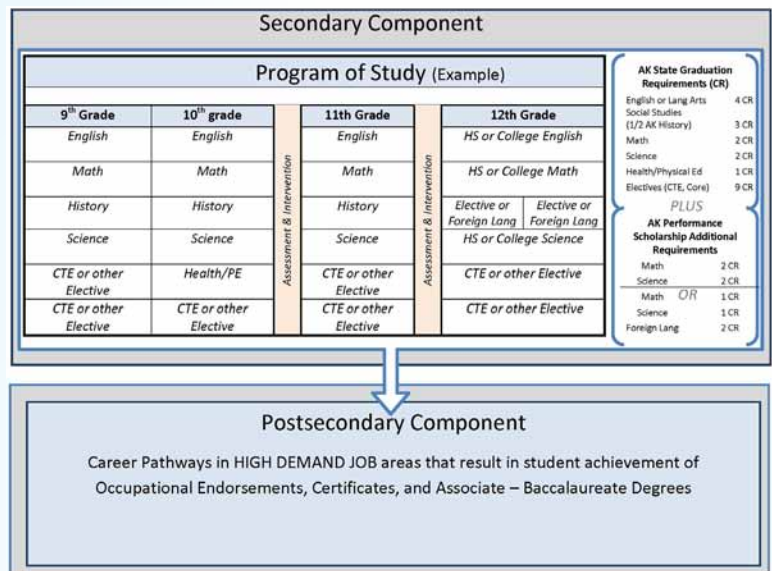 Secondary Component
Program of Study (Example)
9th Grade
10th grade
11th Grade
12th Grade
English
English
English
HS or College English
Math
Math
Math
HS or College Math
History
History
History
Elective or
Foreign Lang
Elective or
Foreign Lang
Science
Science
Science
HS or College Science
CTE or other
Elective
Health/PE
CTE or other
Elective
CTE or other Elective
CTE or other
Elective
CTE or other
Elective
CTE or other
Elective
CTE or other Elective
Assessment & Intervention
Assessment & Intervention
AK State Graduation
Requirements (CR)
English or Lang Arts 4 CR
Social Studies
(1/2 AK History) 3 CR
Math 2 CR
Science 2 CR
Health/Physical Ed 1 CR
Electives (CTE, Core) 9 CR
PLUS
AK Performance
Scholarship Additional
Requirements
Math 2 CR
Science 2 CR
OR
Math 1 CR
Science 1 CR
Foreign Lang 2 CR
Postsecondary Component
Career Pathways in HIGH DEMAND JOB areas that result in student achievement of
Occupational Endorsements, Certificates, and Associate – Baccalaureate Degrees